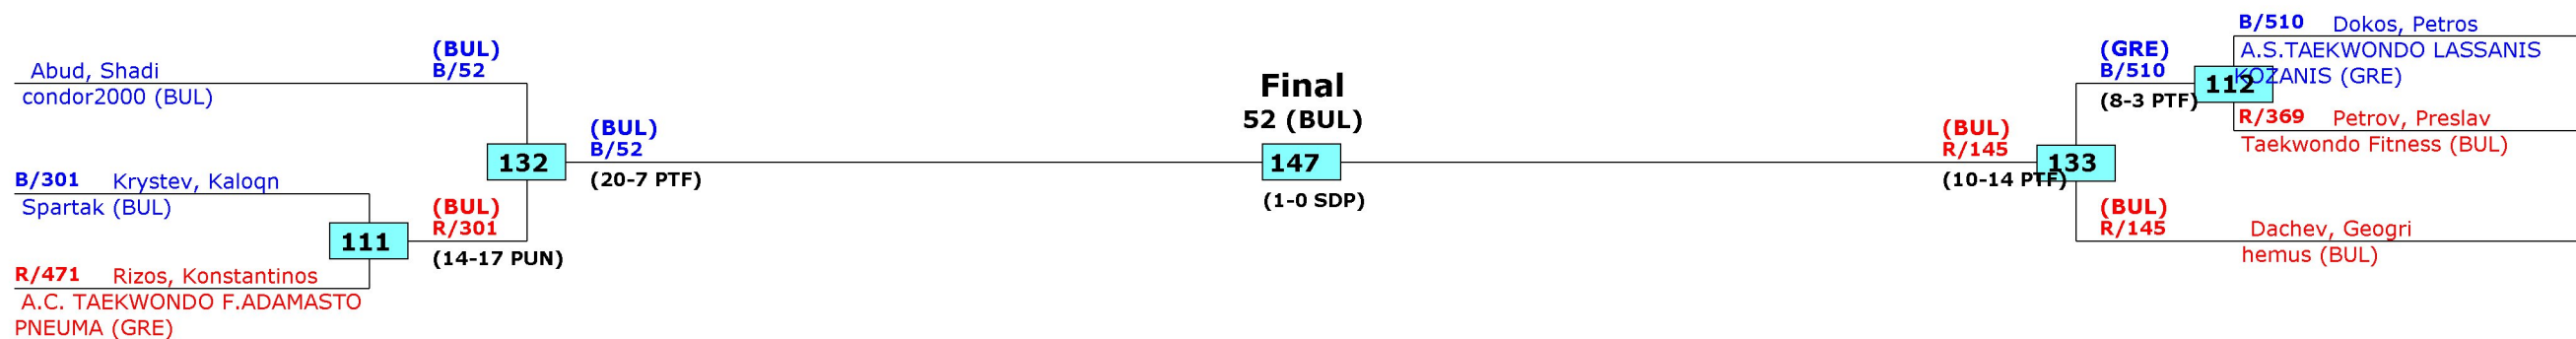 Abud, Shadi
condor2000 (BUL)
(BUL)
B/52
B/301 Krystev, Kaloqn
Spartak (BUL)
111
R/471 Rizos, Konstantinos
A.C. TAEKWONDO F.ADAMASTO
PNEUMA (GRE)
(BUL)
R/301
(14-17 PUN)
132
(BUL)
B/52
(20-7 PTF)
Final
52 (BUL)
147
(1-0 SDP)
(BUL)
R/145
(10-14 PTF)
133
(GRE)
B/510
(8-3 PTF)
112
B/510 Dokos, Petros
A.S.TAEKWONDO LASSANIS
KOZANIS (GRE)
R/369 Petrov, Preslav
Taekwondo Fitness (BUL)
(BUL)
R/145
Dachev, Geogri
hemus (BUL)